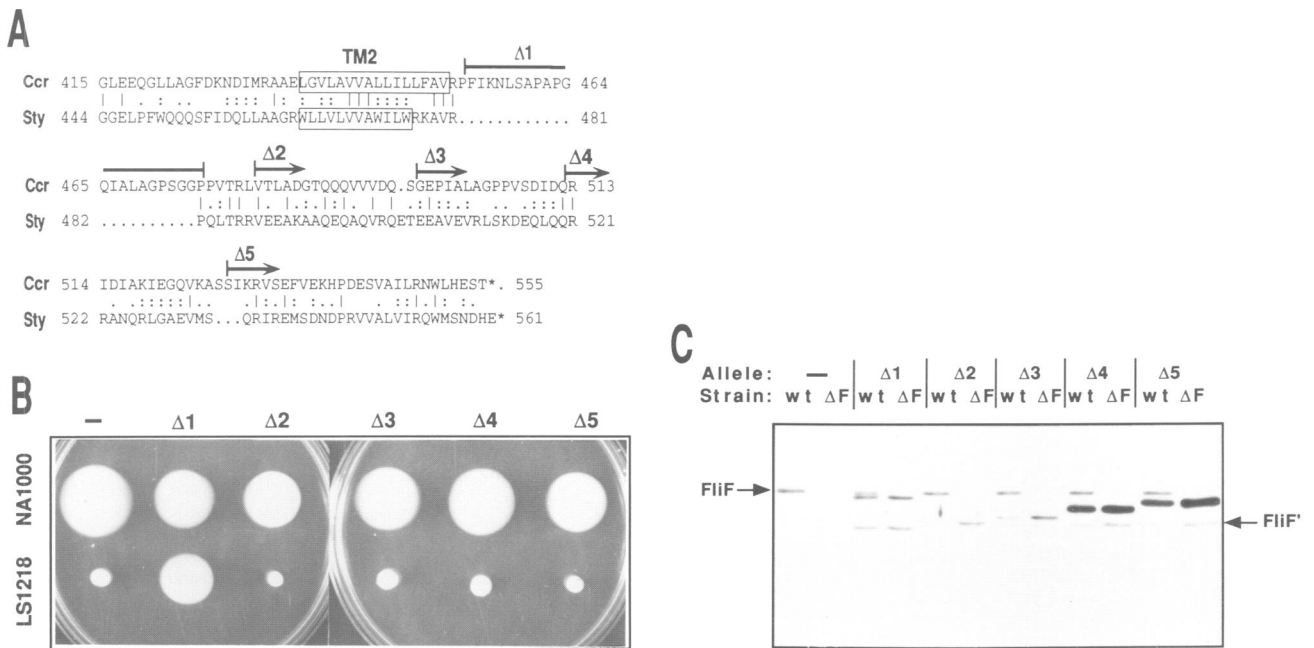 A
TM2 Δ1
Ccr 415 GLEEQGLLAGFDKNDIMRAAELGVLAVVALLILLFAVRPFIKNLSAPAPG 464
| | . . : :::: .| : . : : |||:::: |||
Sty 444 GGELPFWQQQSFIDQLLAAGRWLLVLVVAWILWRKAVR............ 481
Δ2 Δ3 Δ4
Ccr 465 QIALAGPSGGPPVTRLVTLADGTQQQVVVDQ.SGEPIALAGPPVSDIDQR 513
Sty 482 ..........PQLTRRVEEAKAAQEQAQVRQETEEAVEVRLSKDEQLQQR 521
Δ5
Ccr 514 IDIAKIEGQVKASSIKRVSEFVEKHPDESVAILRNWLHEST*. 555
Sty 522 RANQRLGAEVMS...QRIREMSDNDPRVVALVIRQWMSNDHE* 561
B
– Δ1 Δ2 Δ3 Δ4 Δ5
NA1000
LS1218
C
Allele: – Δ1 Δ2 Δ3 Δ4 Δ5
Strain: wt ΔF wt ΔF wt ΔF wt ΔF wt ΔF wt ΔF
FliF
FliF'